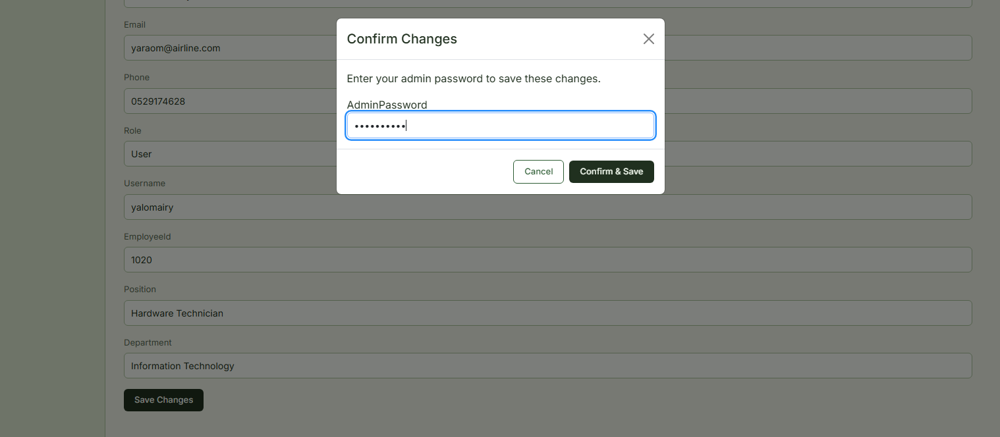 Email
yaraom@airline.com
Phone
0529174628
Role
User
Username
yalomairy
EmployeeId
1020
Position
Hardware Technician
Department
Information Technology
Save Changes
Confirm Changes
Enter your admin password to save these changes.
AdminPassword
••••••••••
Cancel
Confirm & Save